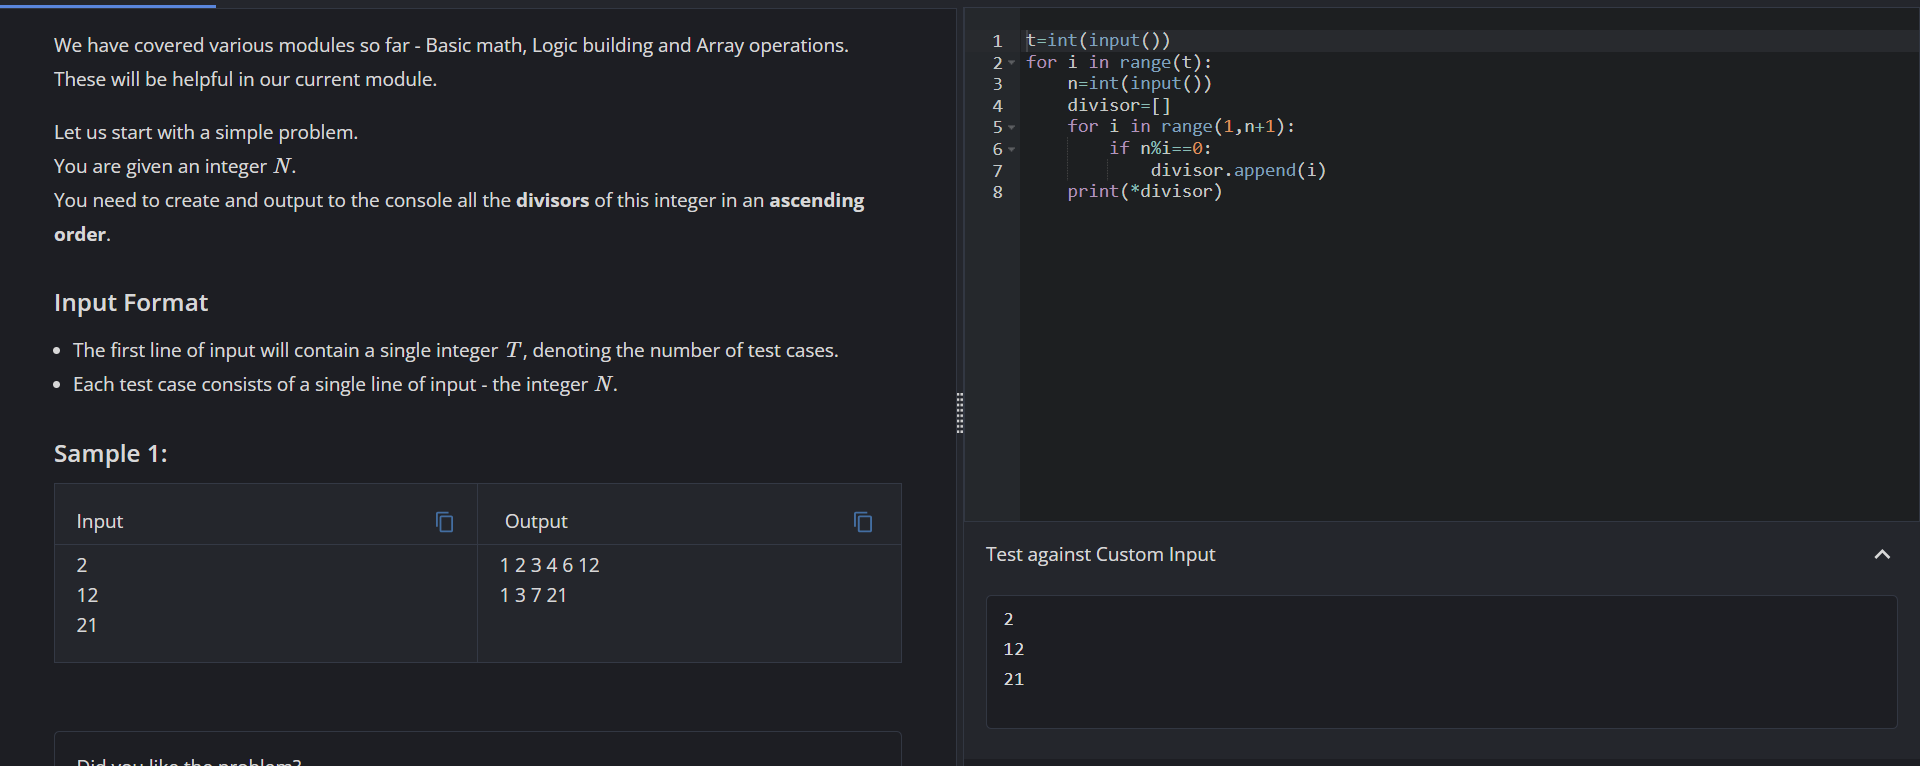 We have covered various modules so far - Basic math, Logic building and Array operations.
These will be helpful in our current module.
Let us start with a simple problem.
You are given an integer N.
You need to create and output to the console all the divisors of this integer in an ascending
order.
Input Format
• The first line of input will contain a single integer T, denoting the number of test cases.
• Each test case consists of a single line of input - the integer N.
Sample 1:
Input
2
12
21
Output
1 2 3 4 6 12
1 3 7 21
Did you like the problem?
1 t=int(input())
2 for i in range(t):
3     n=int(input())
4     divisor=[]
5     for i in range(1,n+1):
6         if n%i==0:
7             divisor.append(i)
8     print(*divisor)
Test against Custom Input
2
12
21